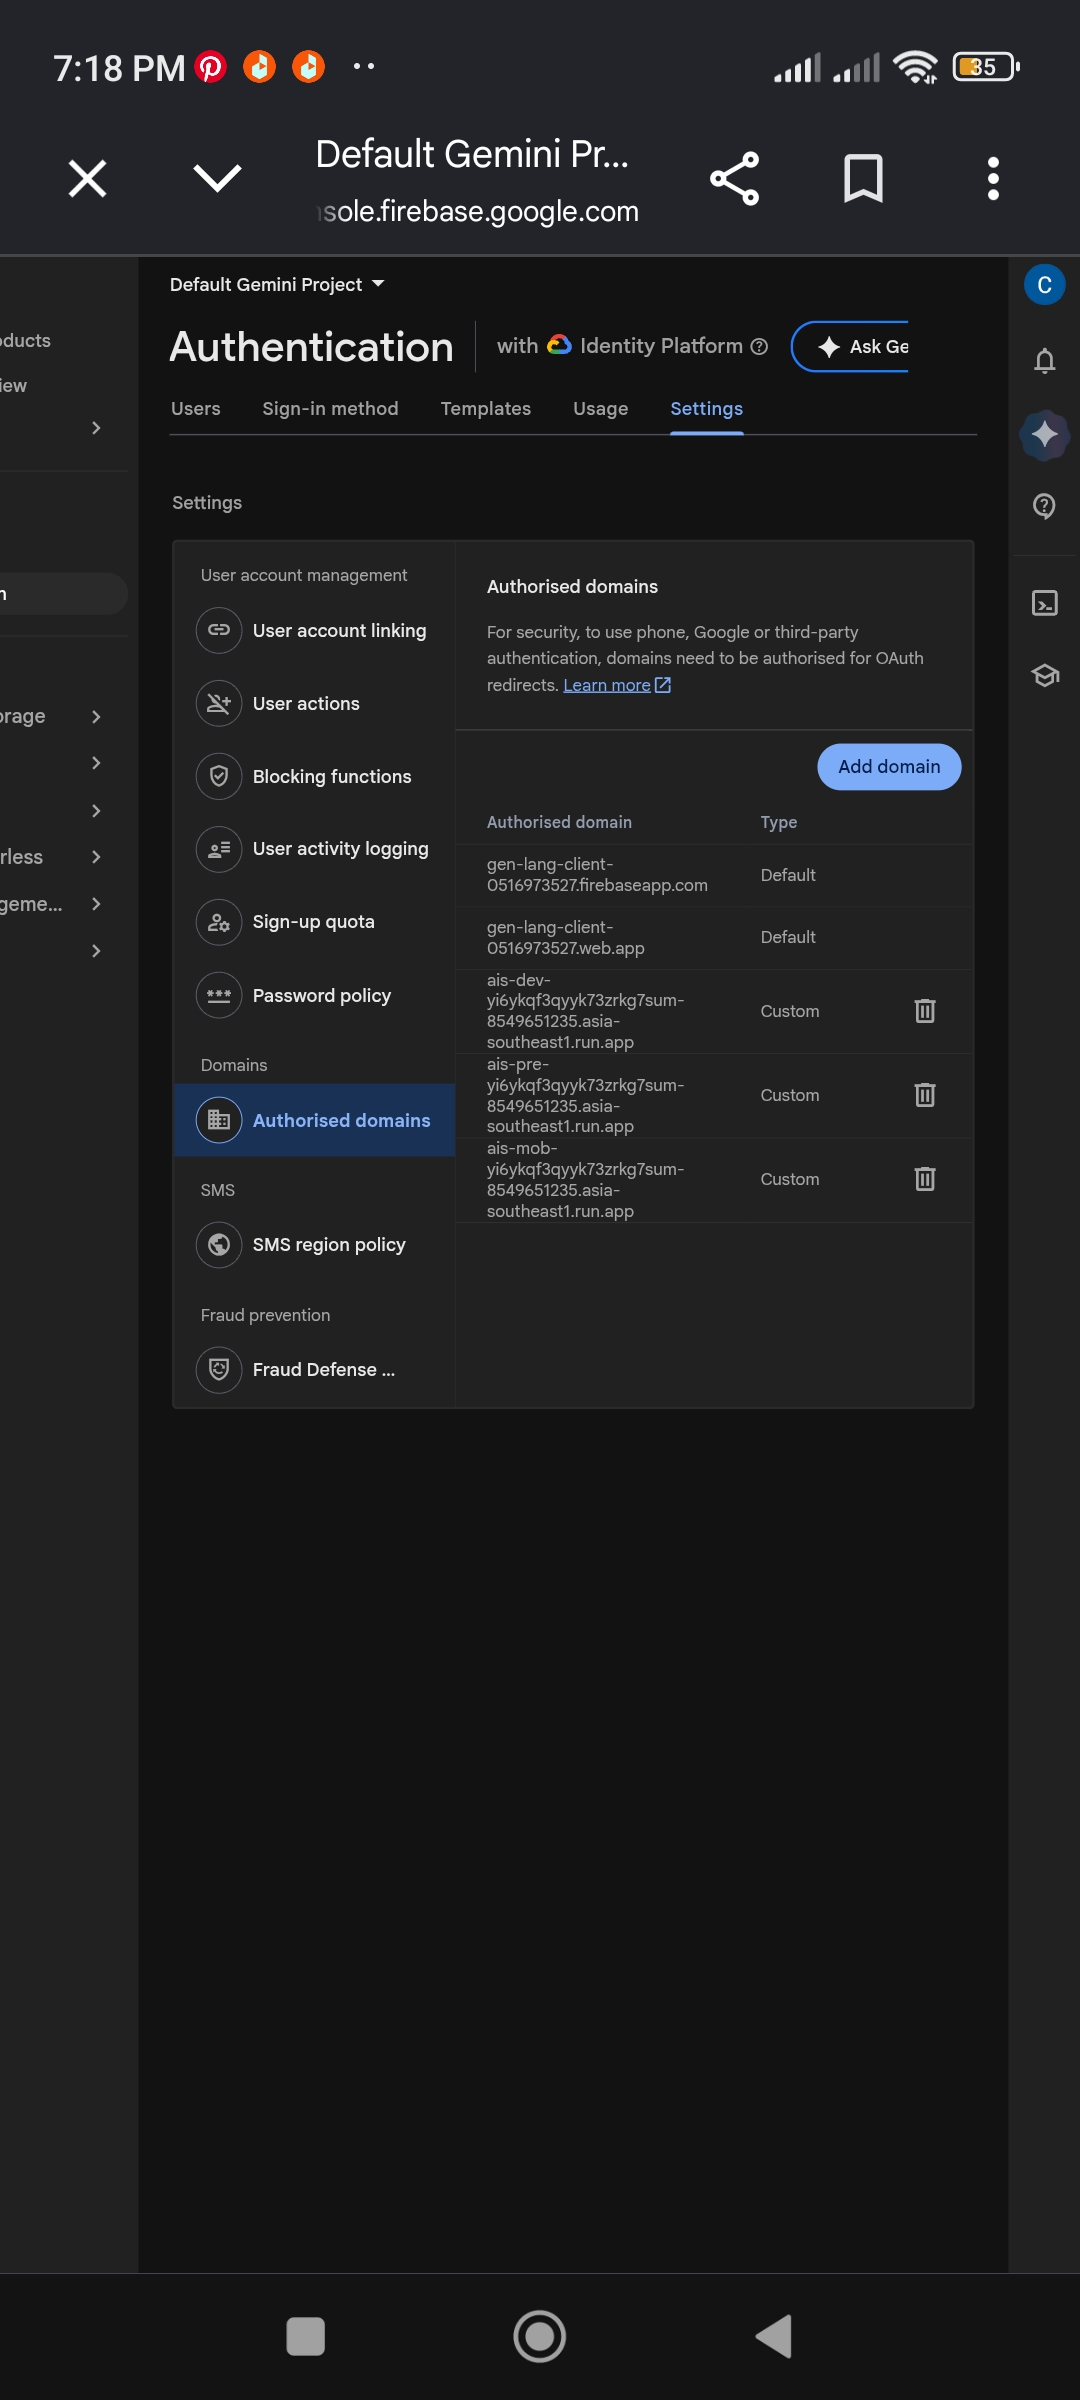 7:18 PM
35
Default Gemini Pr...
sole.firebase.google.com
Default Gemini Project
C
Authentication
with Identity Platform
Ask Ge
oducts
iew
Users
Sign-in method
Templates
Usage
Settings
Settings
User account management
User account linking
User actions
Blocking functions
User activity logging
Sign-up quota
Password policy
Domains
Authorised domains
SMS
SMS region policy
Fraud prevention
Fraud Defense ...
Authorised domains
For security, to use phone, Google or third-party
authentication, domains need to be authorised for OAuth
redirects. Learn more
Add domain
Authorised domain
Type
gen-lang-client-
0516973527.firebaseapp.com
Default
gen-lang-client-
0516973527.web.app
Default
ais-dev-
yi6ykqf3qyyk73zrkg7sum-
8549651235.asia-
southeast1.run.app
Custom
ais-pre-
yi6ykqf3qyyk73zrkg7sum-
8549651235.asia-
southeast1.run.app
Custom
ais-mob-
yi6ykqf3qyyk73zrkg7sum-
8549651235.asia-
southeast1.run.app
Custom
n
orage
rless
geme...